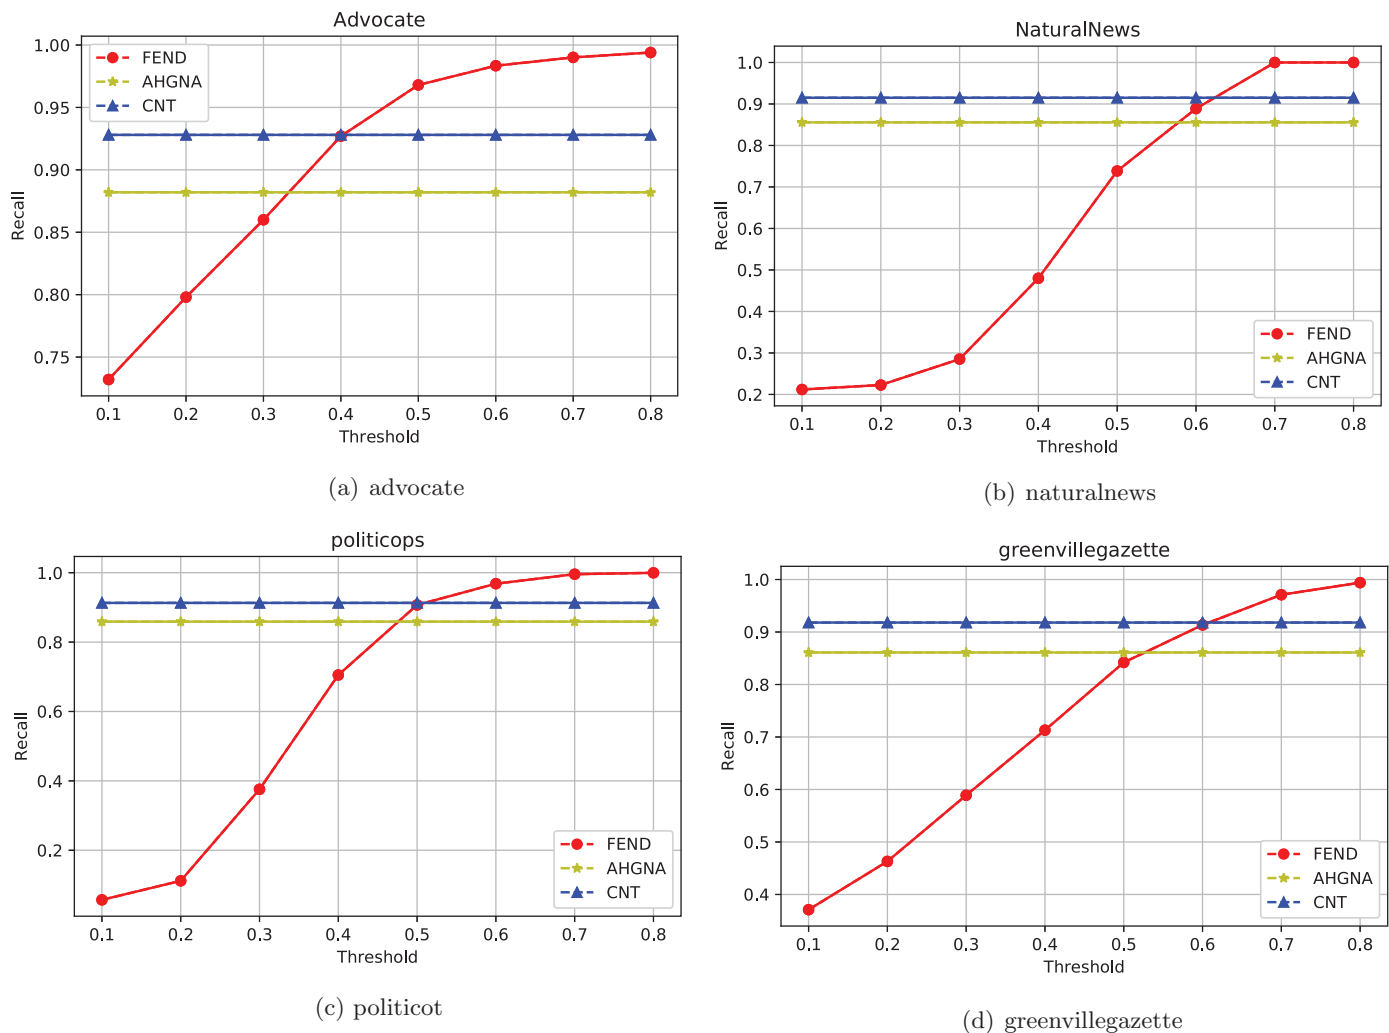 Advocate
1.00
0.95
0.90
0.85
0.80
0.75
Recall
FEND
AHGNA
CNT
0.1 0.2 0.3 0.4 0.5 0.6 0.7 0.8
Threshold
(a) advocate
NaturalNews
1.0
0.9
0.8
0.7
0.6
0.5
0.4
0.3
0.2
Recall
FEND
AHGNA
CNT
0.1 0.2 0.3 0.4 0.5 0.6 0.7 0.8
Threshold
(b) naturalnews
politicops
1.0
0.8
0.6
0.4
0.2
Recall
FEND
AHGNA
CNT
0.1 0.2 0.3 0.4 0.5 0.6 0.7 0.8
Threshold
(c) politicot
greenvillegazette
1.0
0.9
0.8
0.7
0.6
0.5
0.4
Recall
FEND
AHGNA
CNT
0.1 0.2 0.3 0.4 0.5 0.6 0.7 0.8
Threshold
(d) greenvillegazette